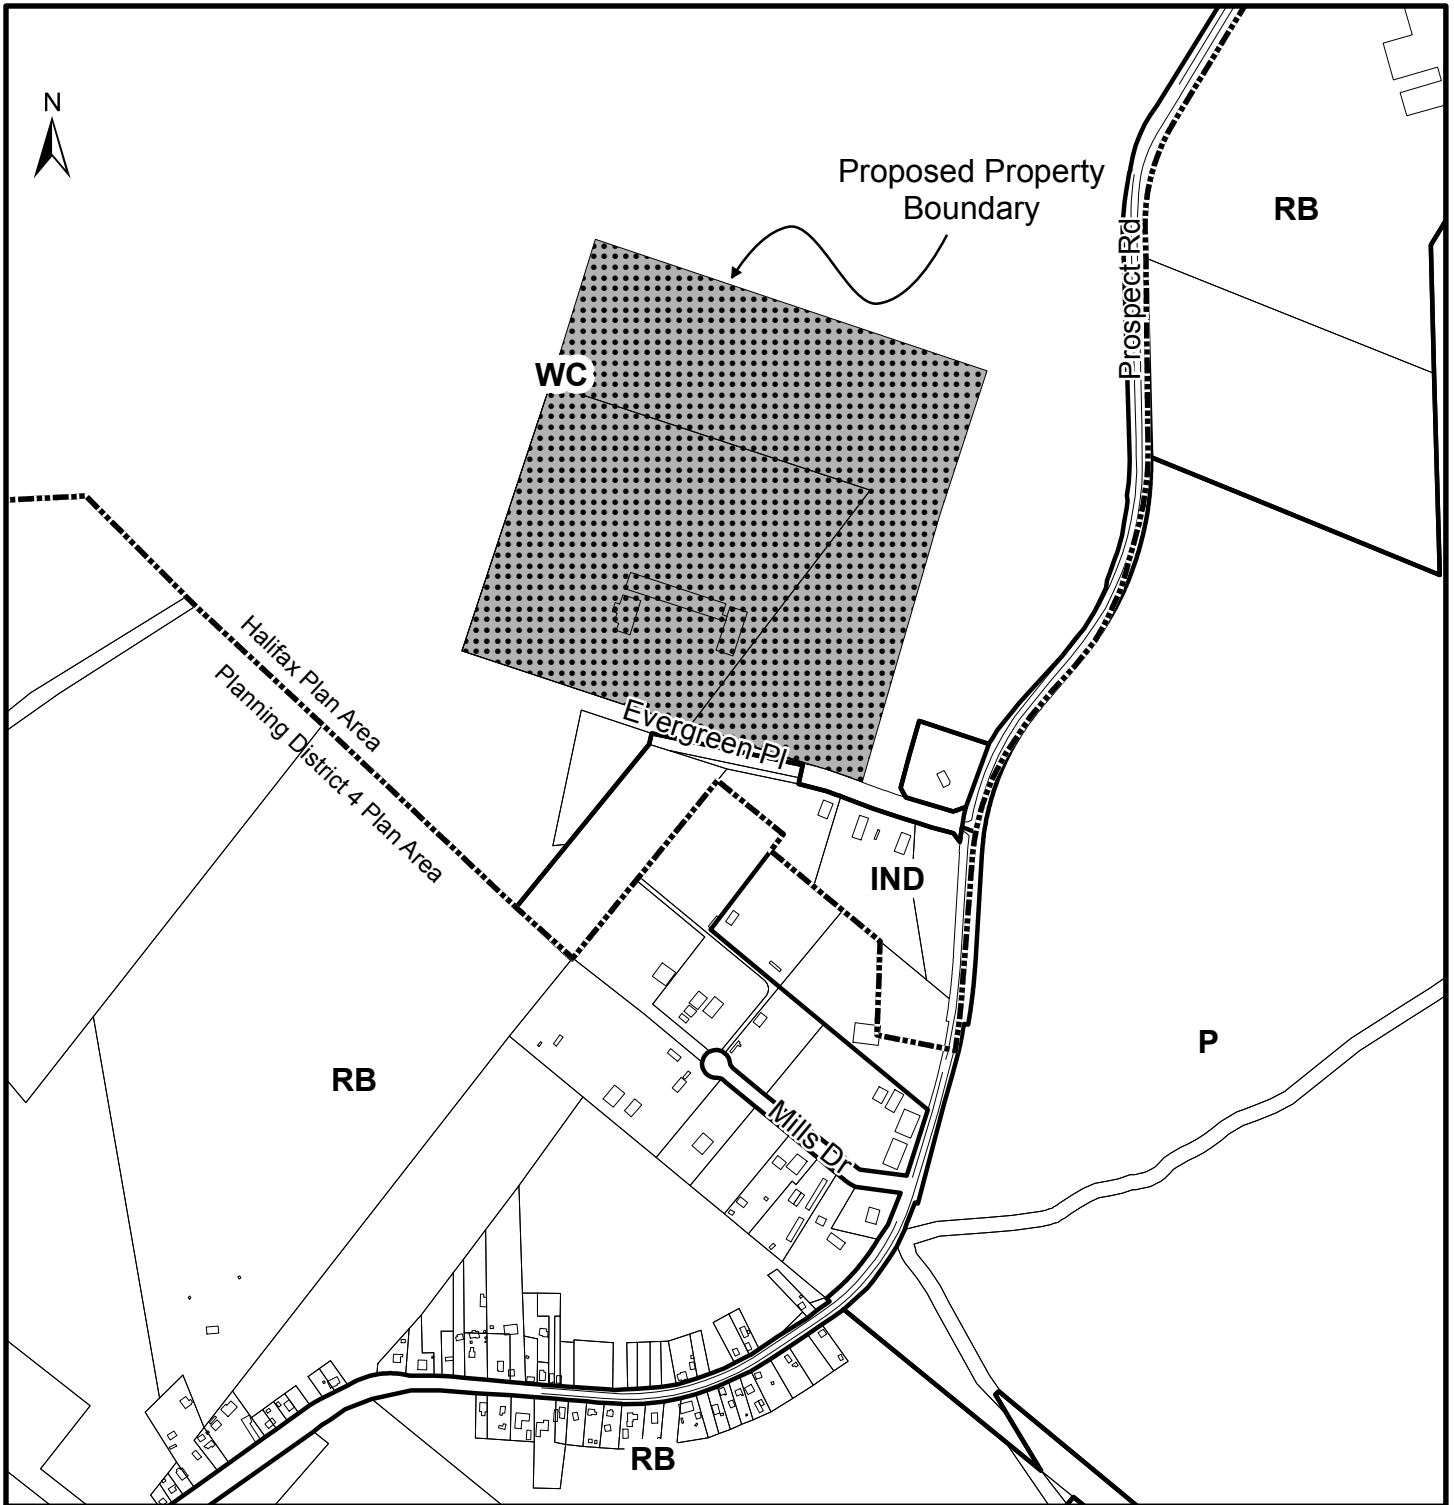 N
Proposed Property
Boundary
RB
Prospect Rd
WC
Halifax Plan Area
Planning District 4 Plan Area
Evergreen Pl
IND
P
RB
Mills Dr
RB